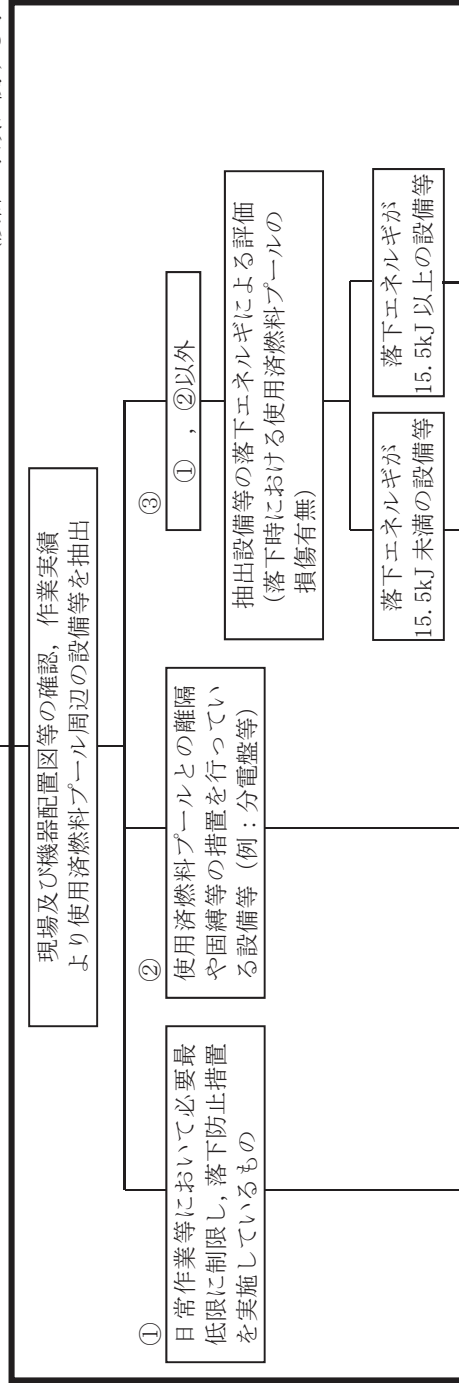 現場及び機器配置図等の確認，作業実績
より使用済燃料プール周辺の設備等を抽出
①
日常作業等において必要最
低限に制限し，落下防止措置
を実施しているもの
②
使用済燃料プールとの離隔
や固縛等の措置を行ってい
る設備等（例：分電盤等）
③
①，②以外
抽出設備等の落下エネルギによる評価
(落下時における使用済燃料プールの
損傷有無)
落下エネルギが
15.5kJ 未満の設備等
落下エネルギが
15.5kJ 以上の設備等